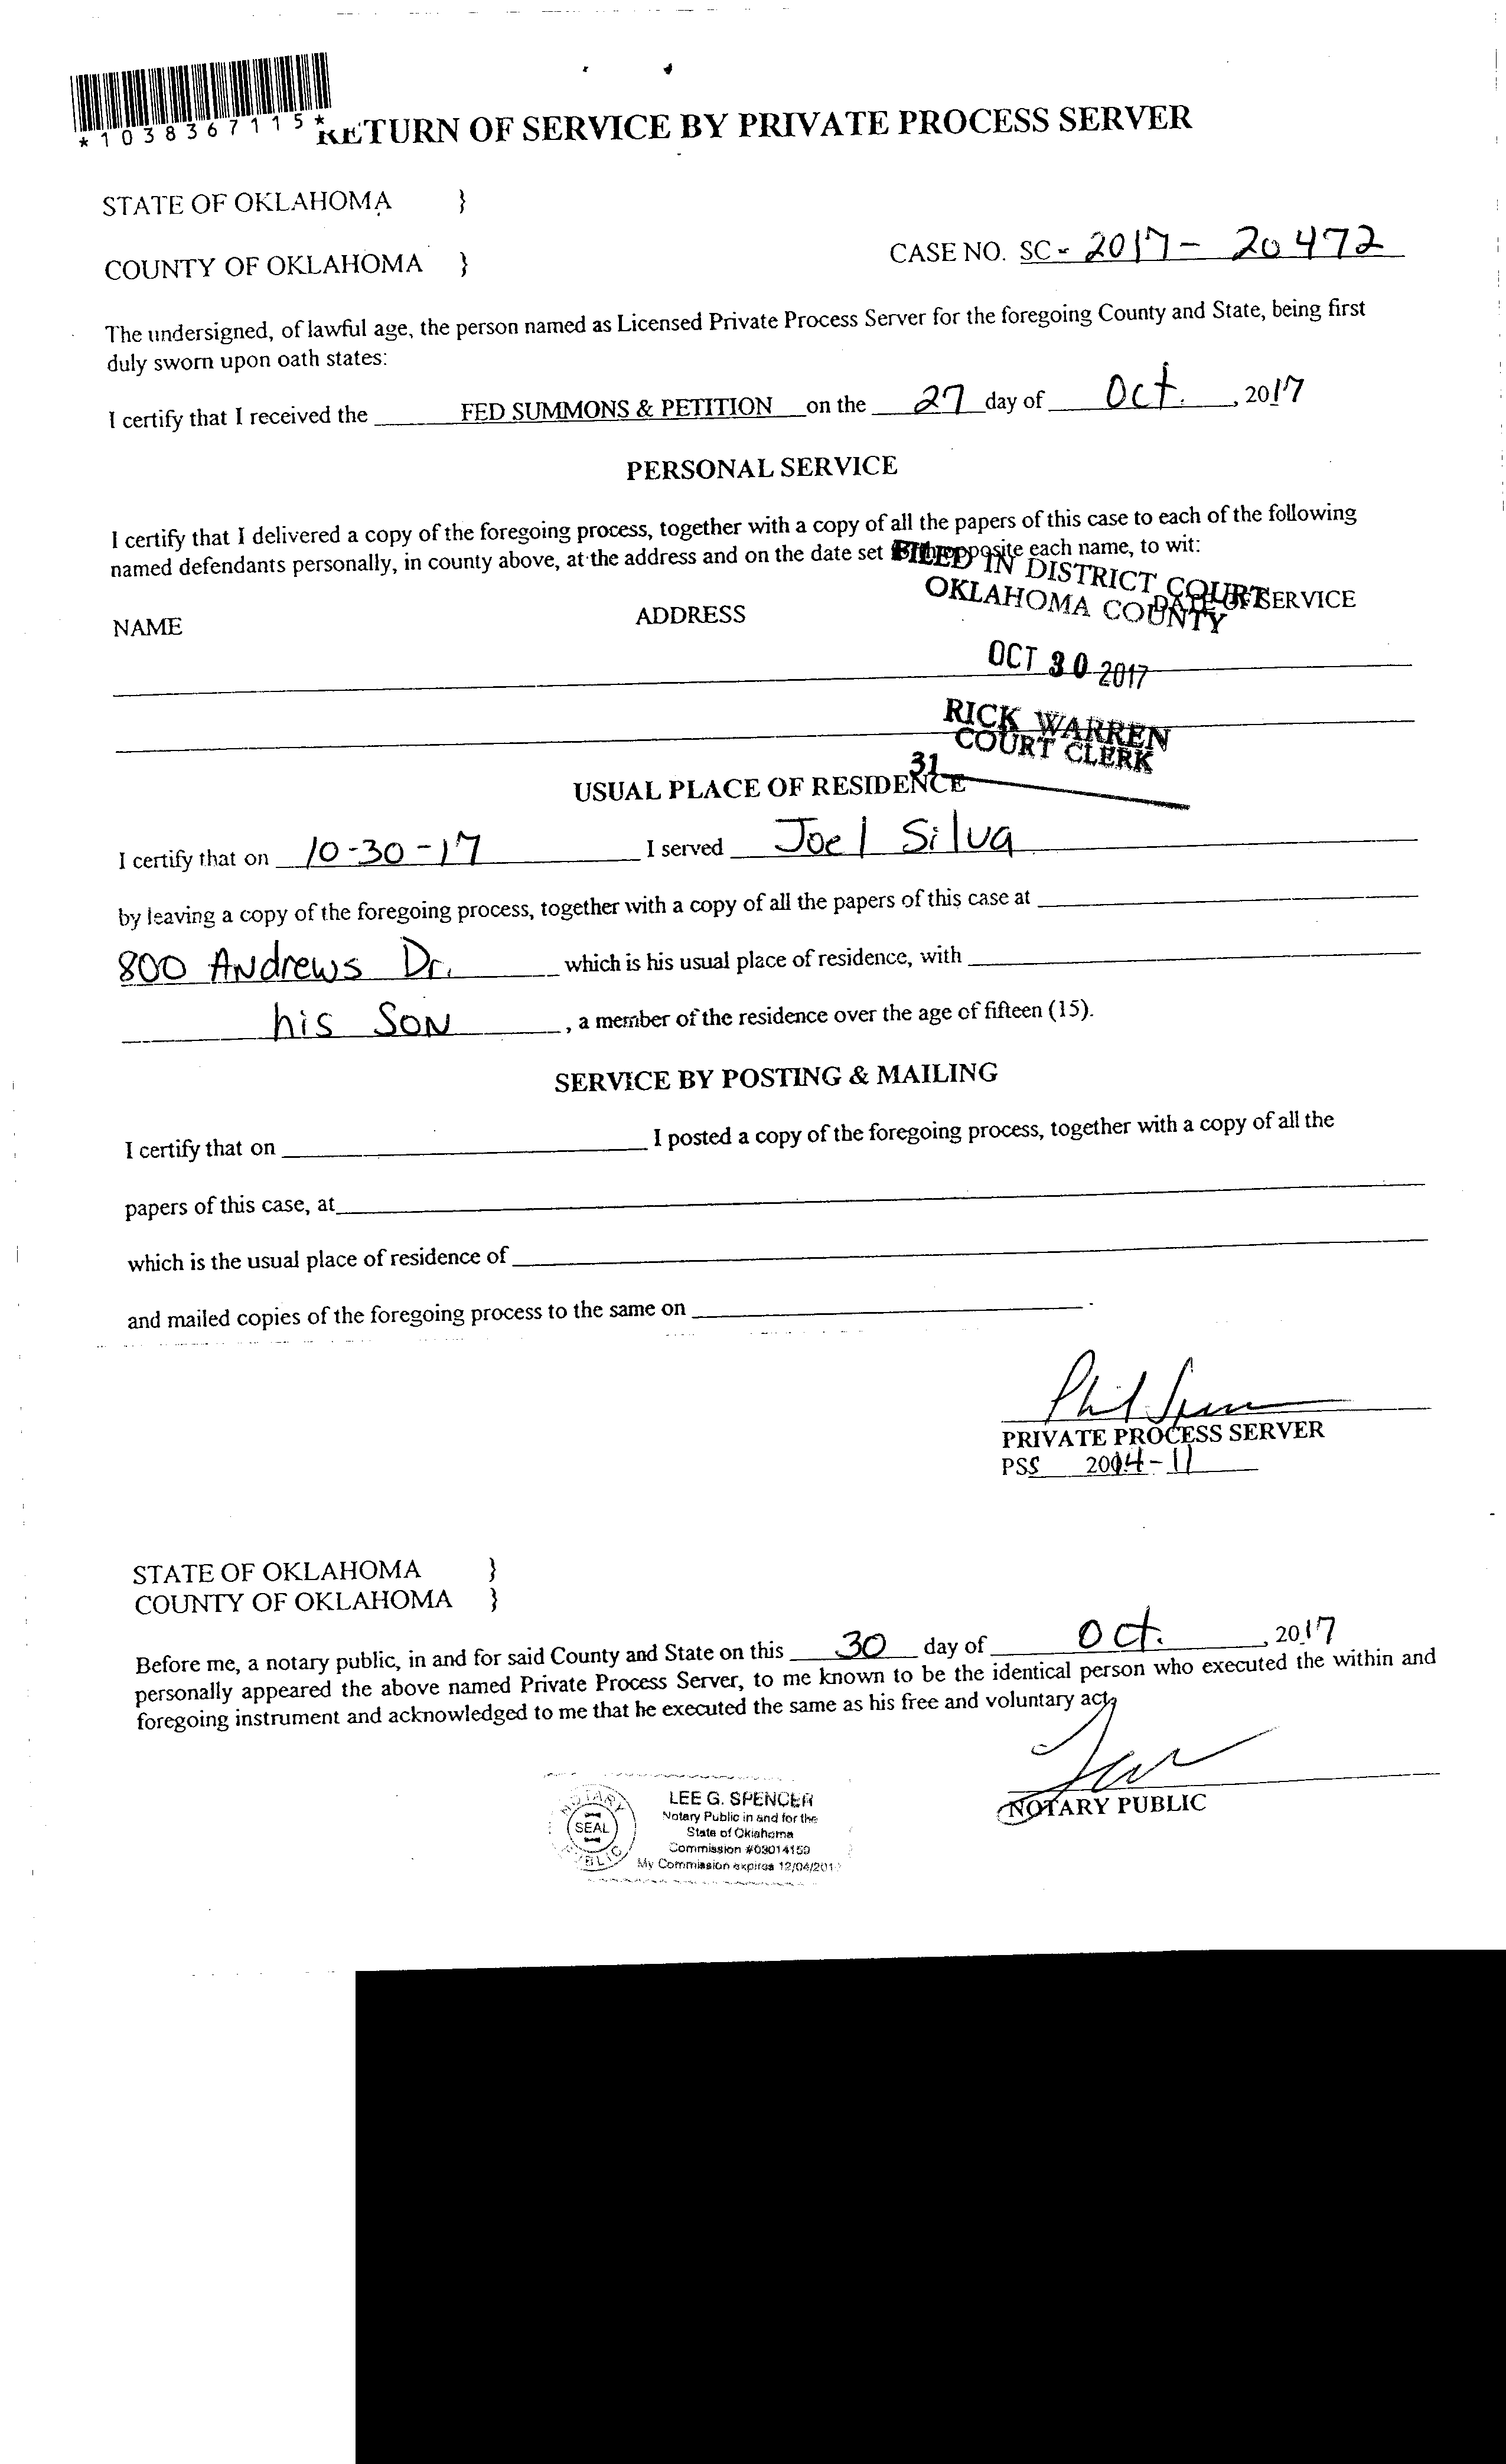 *1038367115*
RETURN OF SERVICE BY PRIVATE PROCESS SERVER
STATE OF OKLAHOMA }
CASE NO. SC - 2017 - 20472
COUNTY OF OKLAHOMA }
The undersigned, of lawful age, the person named as Licensed Private Process Server for the foregoing County and State, being first
duly sworn upon oath states:
I certify that I received the FED SUMMONS & PETITION on the 27 day of Oct. , 2017
PERSONAL SERVICE
I certify that I delivered a copy of the foregoing process, together with a copy of all the papers of this case to each of the following
named defendants personally, in county above, at the address and on the date set opposite each name, to wit:
FILED IN DISTRICT COURT
OKLAHOMA COUNTY
NAME ADDRESS DATE OF SERVICE
OCT 30 2017
RICK WARREN
COURT CLERK
31
USUAL PLACE OF RESIDENCE
I certify that on 10-30-17 I served Joel Silva
by leaving a copy of the foregoing process, together with a copy of all the papers of this case at
800 Andrews Dr. which is his usual place of residence, with
his Son , a member of the residence over the age of fifteen (15).
SERVICE BY POSTING & MAILING
I certify that on I posted a copy of the foregoing process, together with a copy of all the
papers of this case, at
which is the usual place of residence of
and mailed copies of the foregoing process to the same on .
PRIVATE PROCESS SERVER
PSS 2004-11
STATE OF OKLAHOMA }
COUNTY OF OKLAHOMA }
Before me, a notary public, in and for said County and State on this 30 day of Oct. , 2017
personally appeared the above named Private Process Server, to me known to be the identical person who executed the within and
foregoing instrument and acknowledged to me that he executed the same as his free and voluntary act.
NOTARY PUBLIC
NOTARY PUBLIC
SEAL
LEE G. SPENCER
Notary Public in and for the
State of Oklahoma
Commission #03014159
My Commission expires 12/04/201